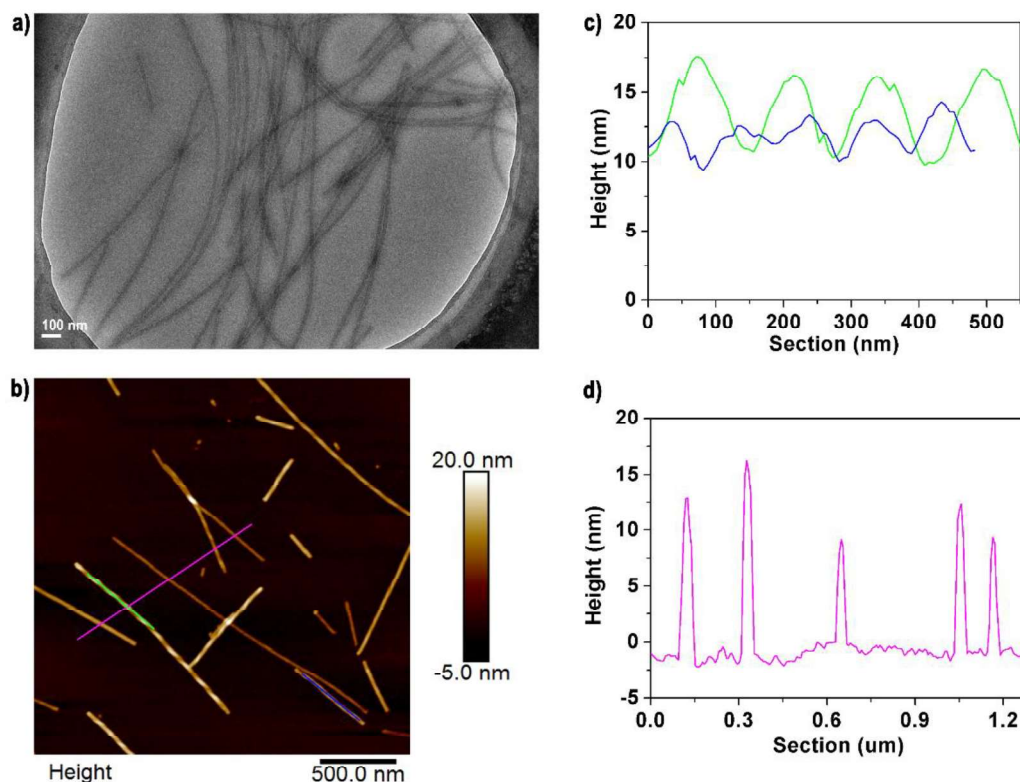 a)
100 nm
b)
20.0 nm
-5.0 nm
Height
500.0 nm
c)
Height (nm)
20
15
10
5
0
0 100 200 300 400 500
Section (nm)
d)
Height (nm)
20
15
10
5
0
-5
0.0 0.3 0.6 0.9 1.2
Section (um)